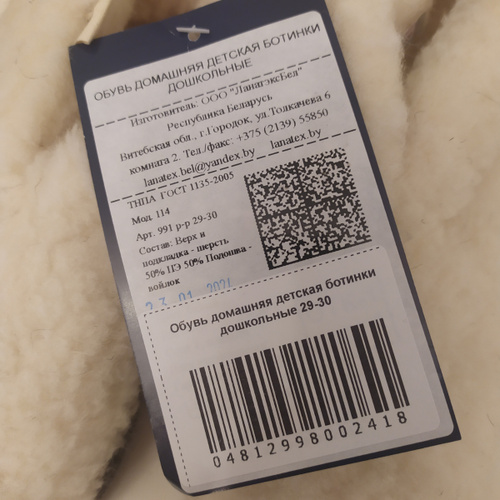 ОБУВЬ ДОМАШНЯЯ ДЕТСКАЯ БОТИНКИ
ДОШКОЛЬНЫЕ
Изготовитель: ООО "ЛанатэксБел"
Республика Беларусь
Витебская обл., г.Городок, ул.Толкачева 6
комната 2. Тел./факс: +375 (2139) 55850
lanatex.bel@yandex.by lanatex.by
ТНПА ГОСТ 1135-2005
Мод. 114
Арт. 991 р-р 29-30
Состав: Верх и
подкладка - шерсть
50% ПЭ 50% Подошва -
войлок
Обувь домашняя детская ботинки
дошкольные 29-30
04812998002418